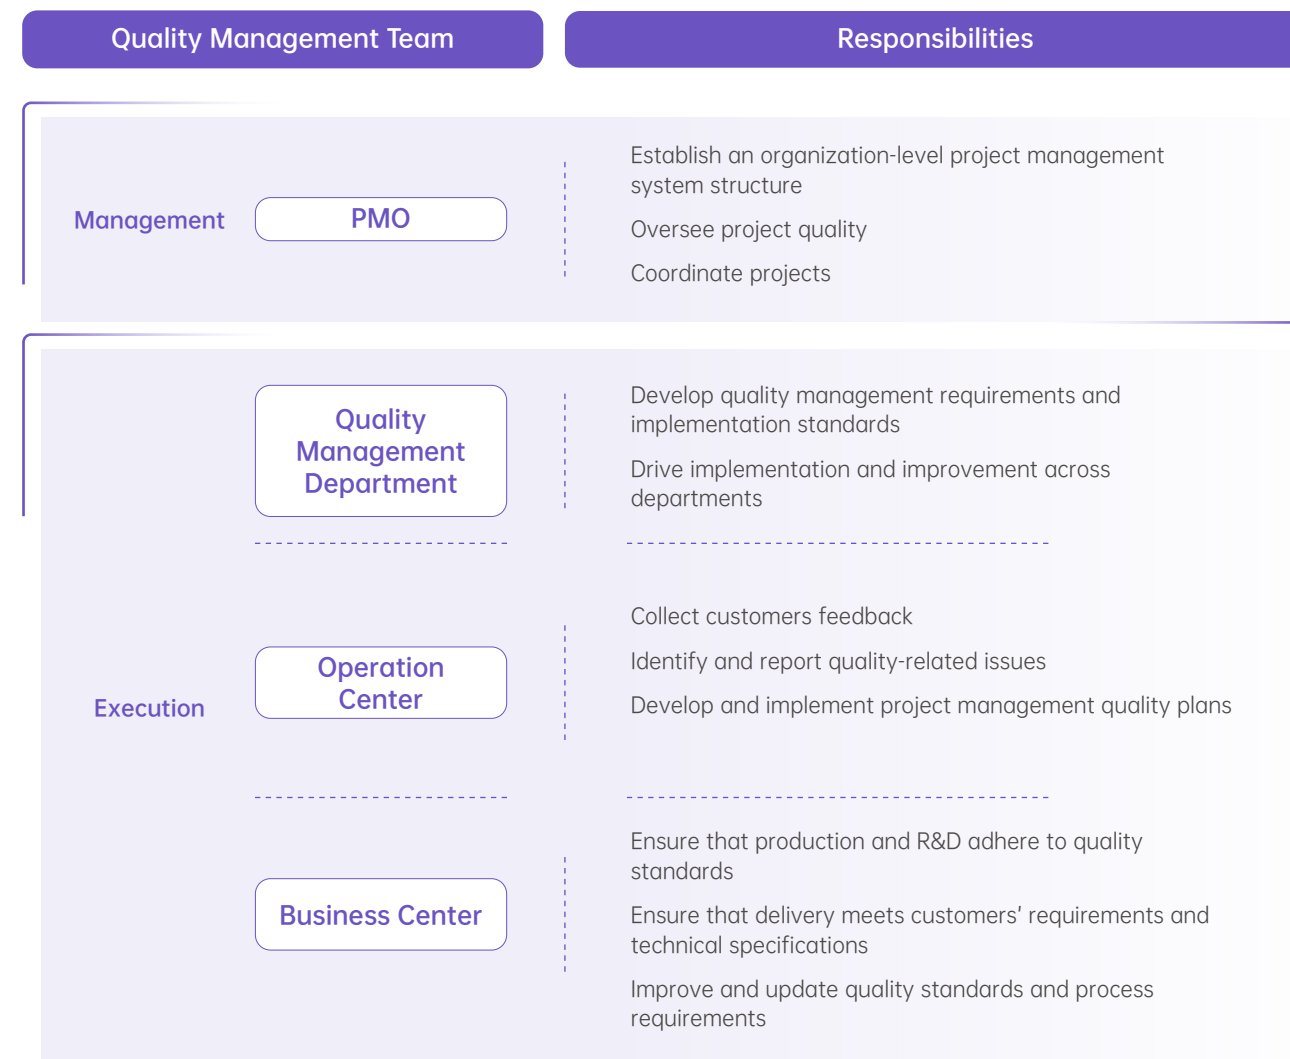 Quality Management Team
Responsibilities
Management
PMO
Establish an organization-level project management
system structure
Oversee project quality
Coordinate projects
Execution
Quality
Management
Department
Develop quality management requirements and
implementation standards
Drive implementation and improvement across
departments
Operation
Center
Collect customers feedback
Identify and report quality-related issues
Develop and implement project management quality plans
Business Center
Ensure that production and R&D adhere to quality
standards
Ensure that delivery meets customers' requirements and
technical specifications
Improve and update quality standards and process
requirements